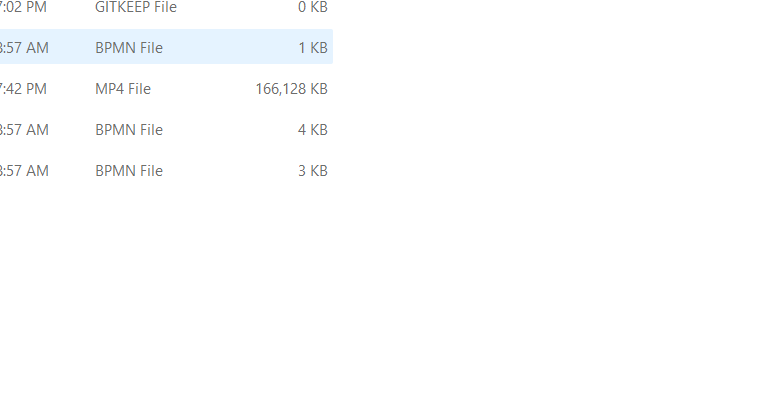 7:02 PM GITKEEP File 0 KB
3:57 AM BPMN File 1 KB
7:42 PM MP4 File 166,128 KB
3:57 AM BPMN File 4 KB
3:57 AM BPMN File 3 KB